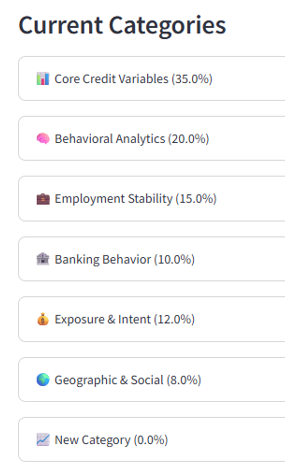 Current Categories
Core Credit Variables (35.0%)
Behavioral Analytics (20.0%)
Employment Stability (15.0%)
Banking Behavior (10.0%)
Exposure & Intent (12.0%)
Geographic & Social (8.0%)
New Category (0.0%)